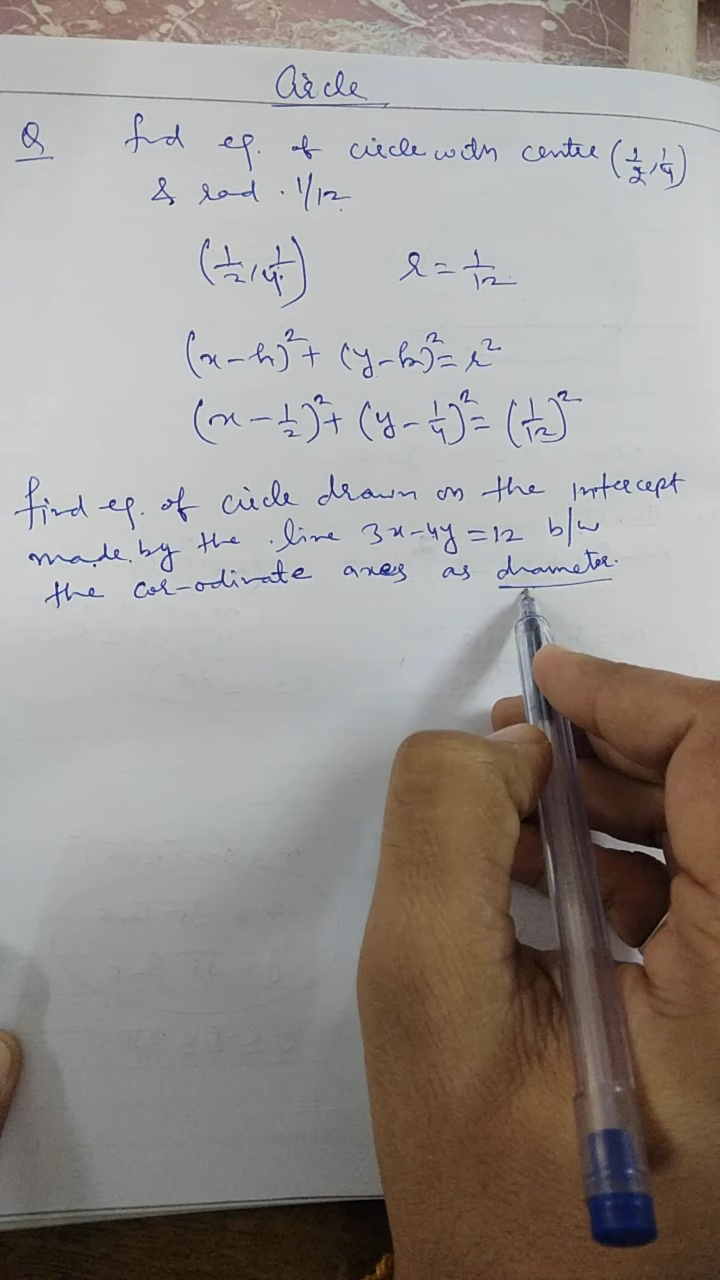 Circle
Q find eq. of circle with centre (1/2, 1/4)
& rad. 1/12
(1/2, 1/4) r = 1/12
(x-h)²+ (y-k)²= r²
(x - 1/2)²+ (y - 1/4)²= (1/12)²
find eq. of circle drawn on the intercept
made by the line 3x-4y=12 b/w
the cor-odinate axes as diameter.